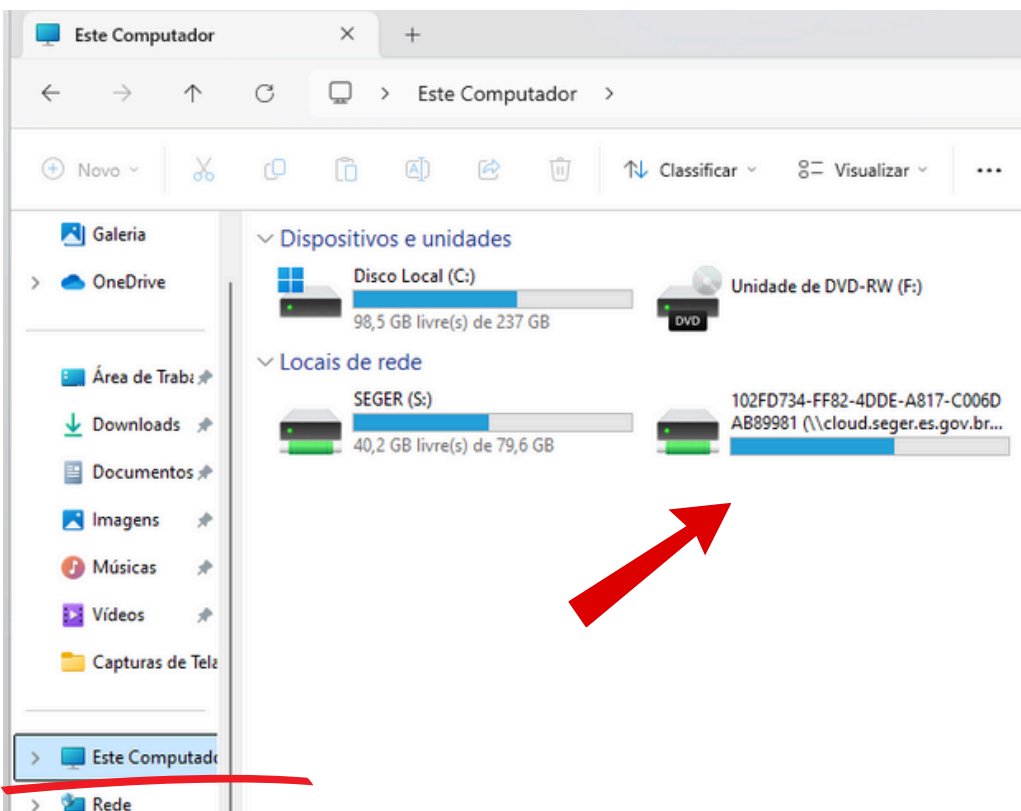 Este Computador
Este Computador
Novo
Classificar
Visualizar
Galeria
OneDrive
Área de Traba
Downloads
Documentos
Imagens
Músicas
Vídeos
Capturas de Tela
Este Computado
Rede
Dispositivos e unidades
Disco Local (C:)
98,5 GB livre(s) de 237 GB
Unidade de DVD-RW (F:)
DVD
Locais de rede
SEGER (S:)
40,2 GB livre(s) de 79,6 GB
102FD734-FF82-4DDE-A817-C006D
AB89981 (\\cloud.seger.es.gov.br...